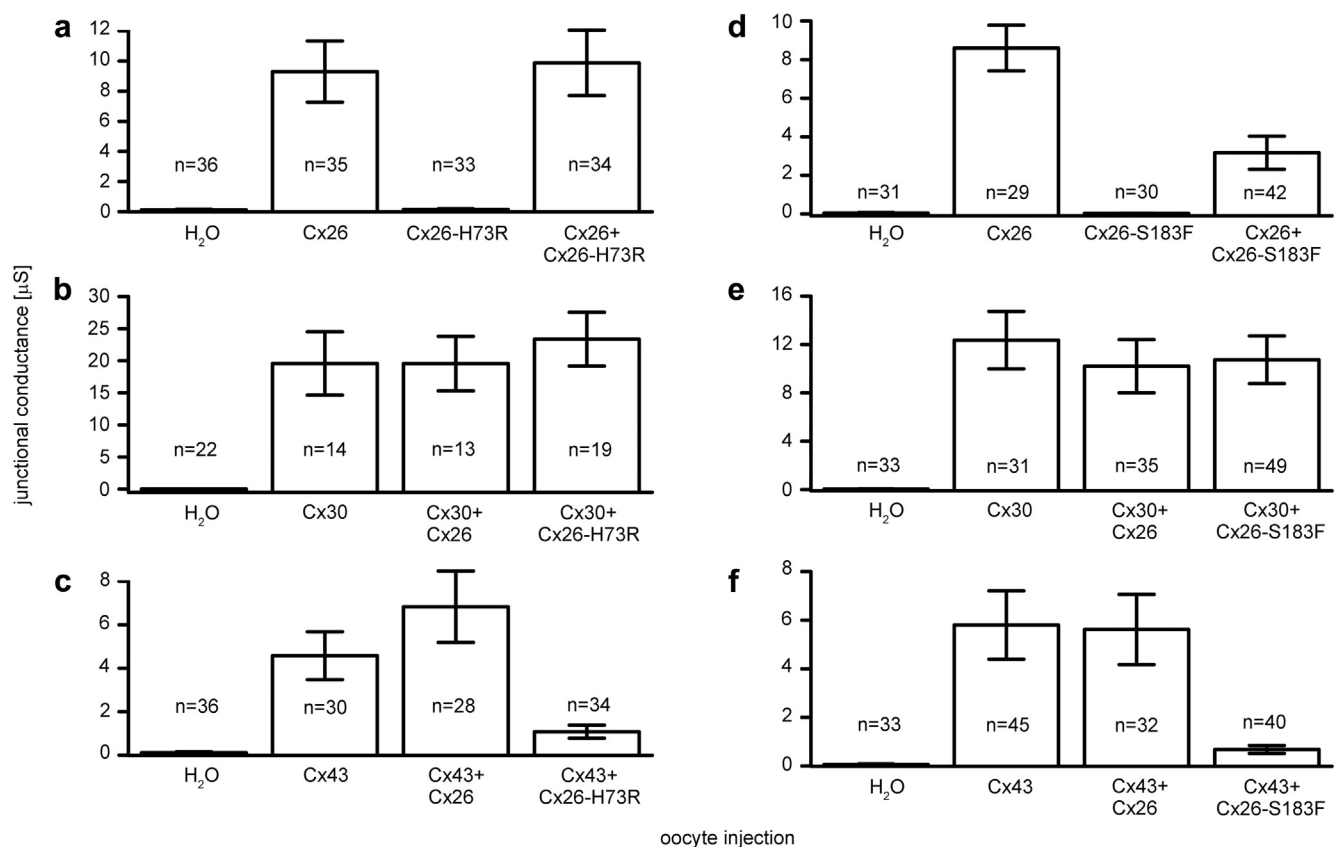 a
12
10
8
6
4
2
0
n=36
n=35
n=33
n=34
H₂O
Cx26
Cx26-H73R
Cx26+
Cx26-H73R
b
30
25
20
15
10
5
0
n=22
n=14
n=13
n=19
H₂O
Cx30
Cx30+
Cx26
Cx30+
Cx26-H73R
c
8
6
4
2
0
n=36
n=30
n=28
n=34
H₂O
Cx43
Cx43+
Cx26
Cx43+
Cx26-H73R
d
10
8
6
4
2
0
n=31
n=29
n=30
n=42
H₂O
Cx26
Cx26-S183F
Cx26+
Cx26-S183F
e
16
12
8
4
0
n=33
n=31
n=35
n=49
H₂O
Cx30
Cx30+
Cx26
Cx30+
Cx26-S183F
f
8
6
4
2
0
n=33
n=45
n=32
n=40
H₂O
Cx43
Cx43+
Cx26
Cx43+
Cx26-S183F
junctional conductance [µS]
oocyte injection